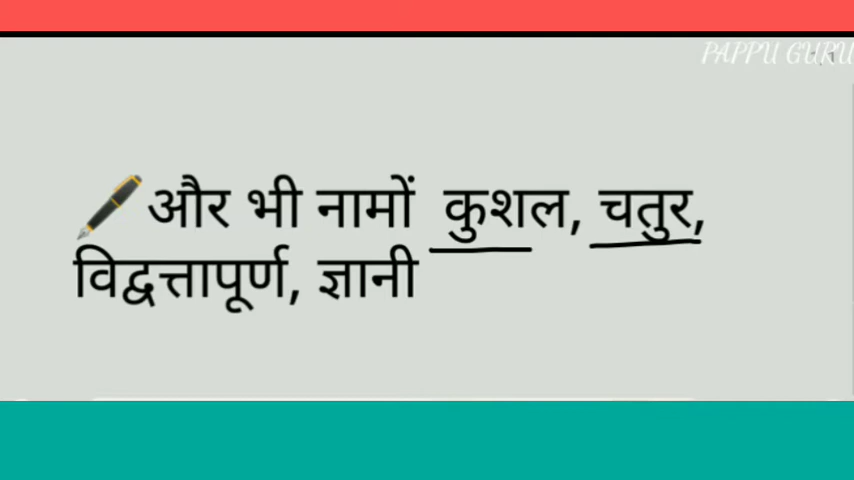 PAPPU GURU
और भी नामों कुशल, चतुर,
विद्वत्तापूर्ण, ज्ञानी